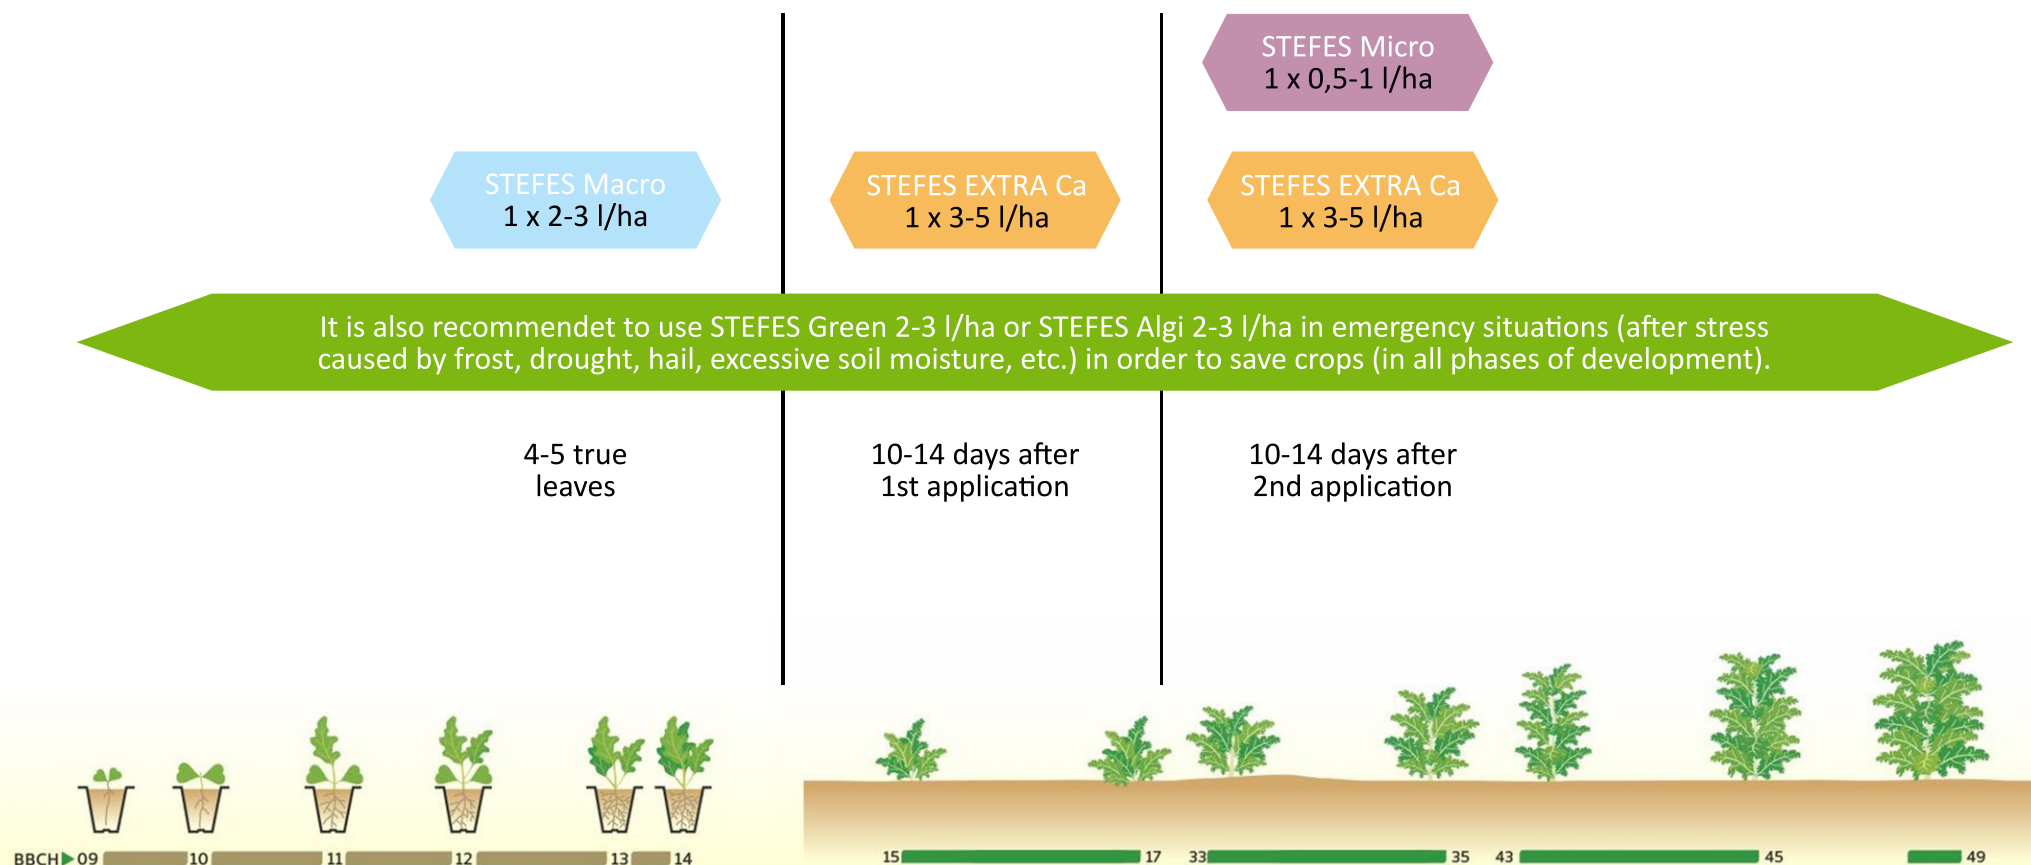 STEFES Micro
1 x 0,5-1 l/ha
STEFES Macro
1 x 2-3 l/ha
STEFES EXTRA Ca
1 x 3-5 l/ha
STEFES EXTRA Ca
1 x 3-5 l/ha
It is also recommendet to use STEFES Green 2-3 l/ha or STEFES Algi 2-3 l/ha in emergency situations (after stress
caused by frost, drought, hail, excessive soil moisture, etc.) in order to save crops (in all phases of development).
4-5 true
leaves
10-14 days after
1st application
10-14 days after
2nd application
BBCH 09 10 11 12 13 14 15 17 33 35 43 45 49